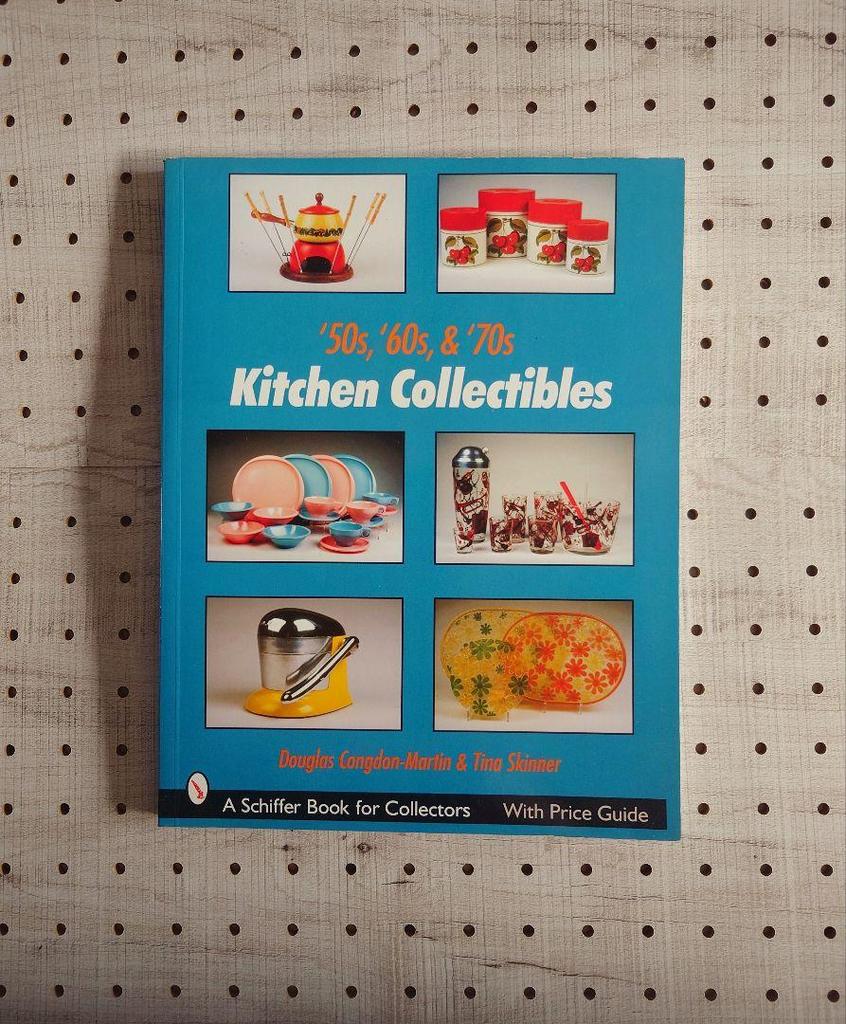 '50s, '60s, & '70s
Kitchen Collectibles
Douglas Congdon-Martin & Tina Skinner
A Schiffer Book for Collectors With Price Guide